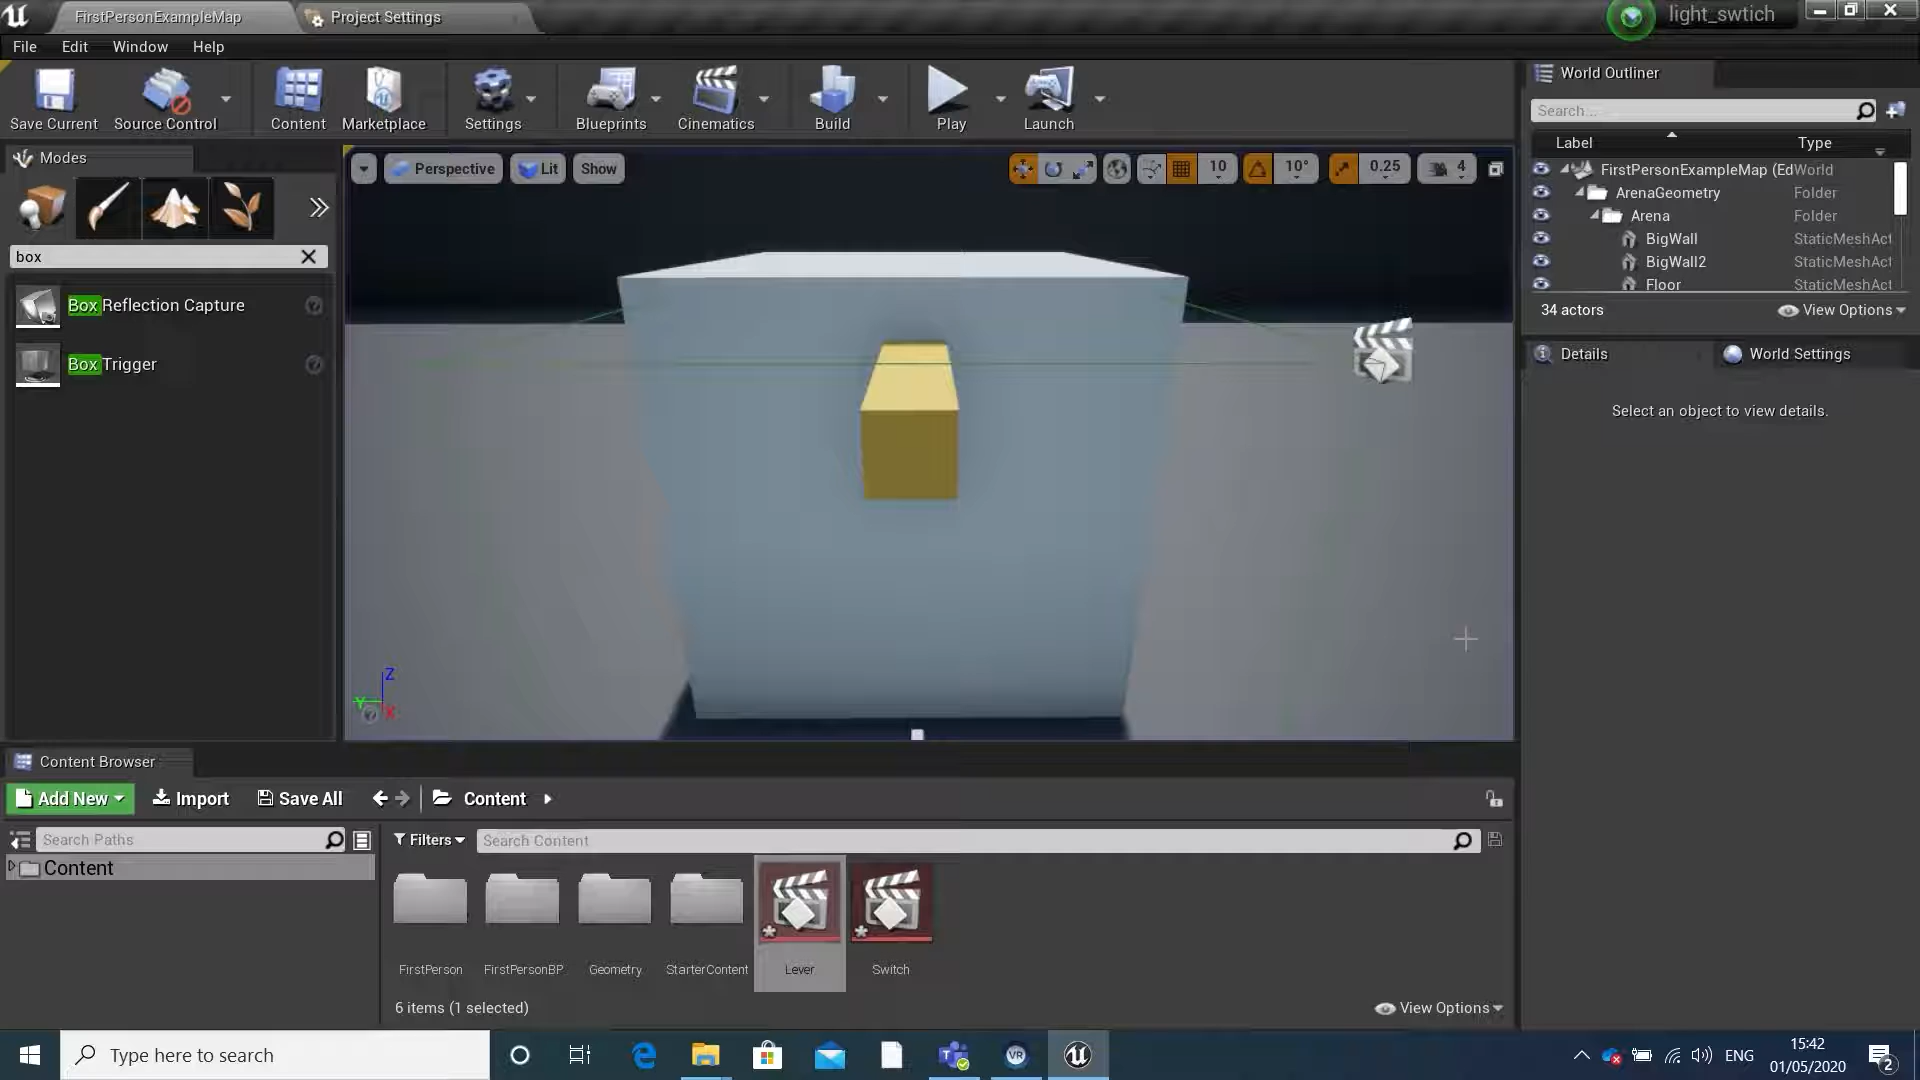 FirstPersonExampleMap
Project Settings
light_swtich
File Edit Window Help
Save Current
Source Control
Content
Marketplace
Settings
Blueprints
Cinematics
Build
Play
Launch
World Outliner
Search...
Label Type
FirstPersonExampleMap (Ed World
ArenaGeometry Folder
Arena Folder
BigWall StaticMeshAct
BigWall2 StaticMeshAct
Floor StaticMeshAct
34 actors
View Options
Modes
box
Box Reflection Capture
Box Trigger
Perspective
Lit
Show
10
10°
0.25
4
Z
Y
X
Details
World Settings
Select an object to view details.
Content Browser
Add New
Import
Save All
Content
Search Paths
Content
Filters
Search Content
FirstPerson
FirstPersonBP
Geometry
StarterContent
Lever
Switch
6 items (1 selected)
View Options
Type here to search
VR
ENG
15:42
01/05/2020
2